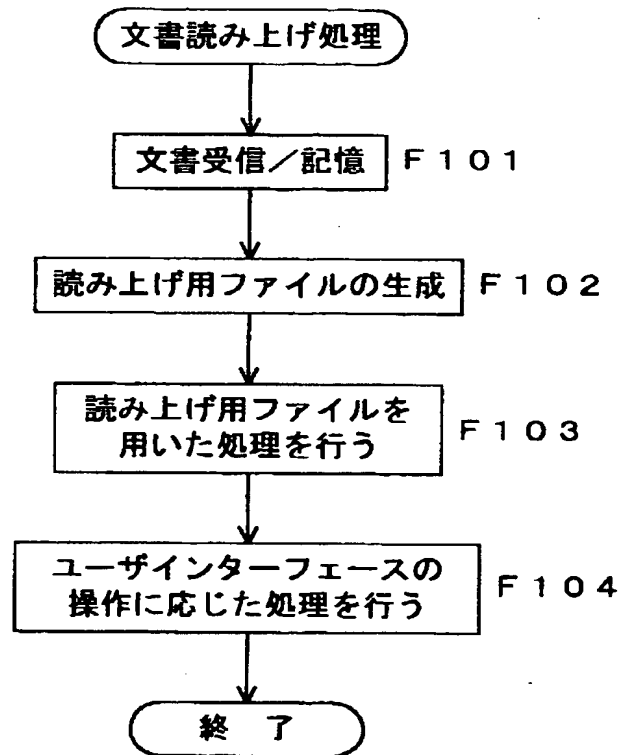 文書読み上げ処理
文書受信／記憶 F101
読み上げ用ファイルの生成 F102
読み上げ用ファイルを
用いた処理を行う F103
ユーザインターフェースの
操作に応じた処理を行う F104
終 了